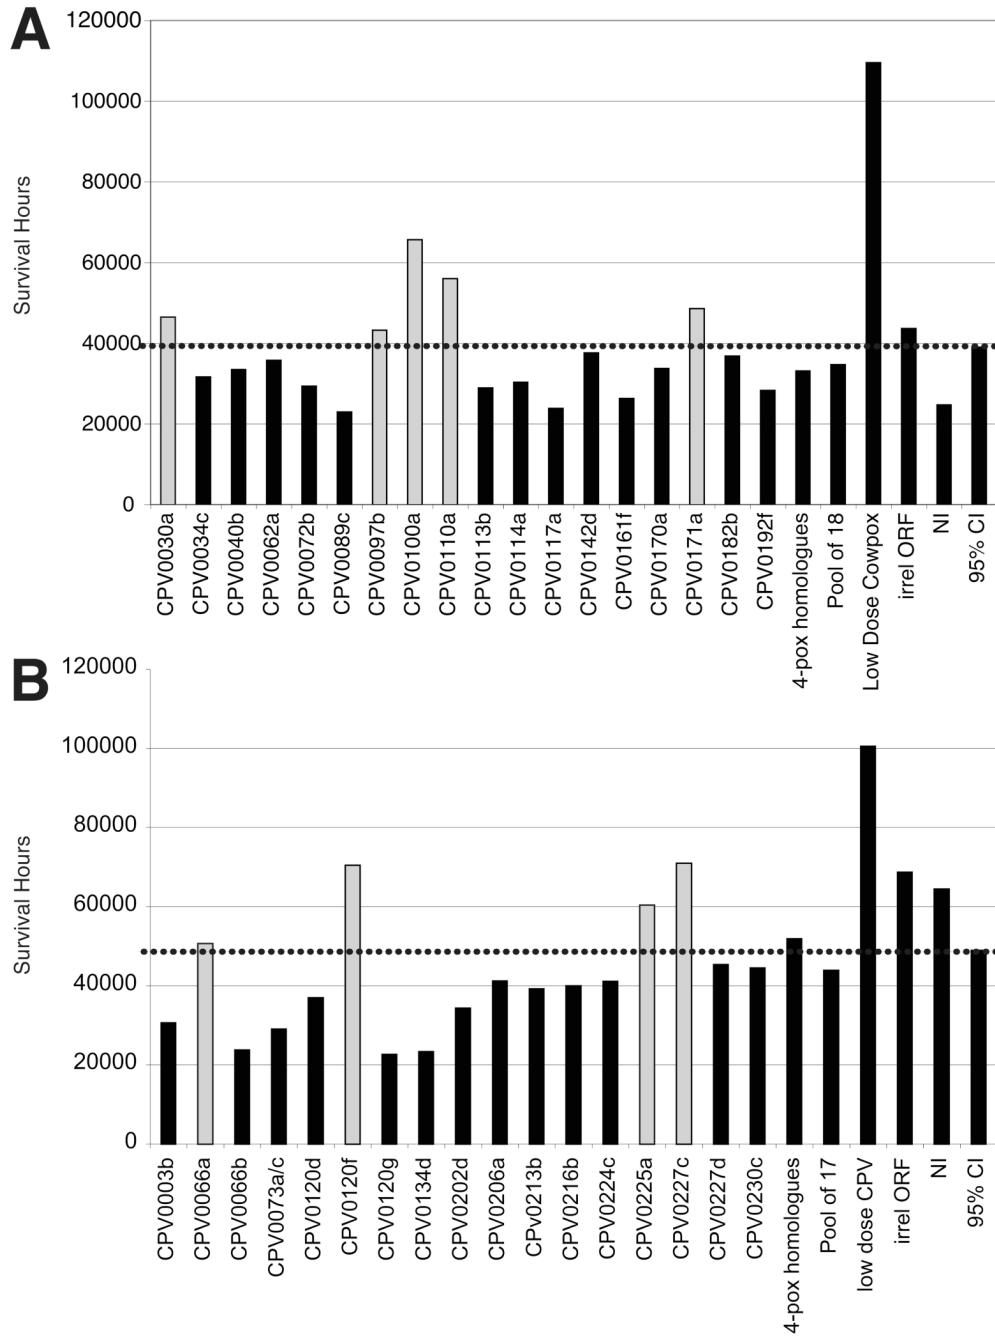 A
120000
100000
80000
60000
40000
20000
0
Survival Hours
CPV0030a
CPV0034c
CPV0040b
CPV0062a
CPV0072b
CPV0089c
CPV0097b
CPV0100a
CPV0110a
CPV0113b
CPV0114a
CPV0117a
CPV0142d
CPV0161f
CPV0170a
CPV0171a
CPV0182b
CPV0192f
4-pox homologues
Pool of 18
Low Dose Cowpox
irrel ORF
NI
95% CI
B
120000
100000
80000
60000
40000
20000
0
Survival Hours
CPV0003b
CPV0066a
CPV0066b
CPV0073a/c
CPV0120d
CPV0120f
CPV0120g
CPV0134d
CPV0202d
CPV0206a
CPv0213b
CPV0216b
CPV0224c
CPV0225a
CPV0227c
CPV0227d
CPV0230c
4-pox homologues
Pool of 17
low dose CPV
irrel ORF
NI
95% CI